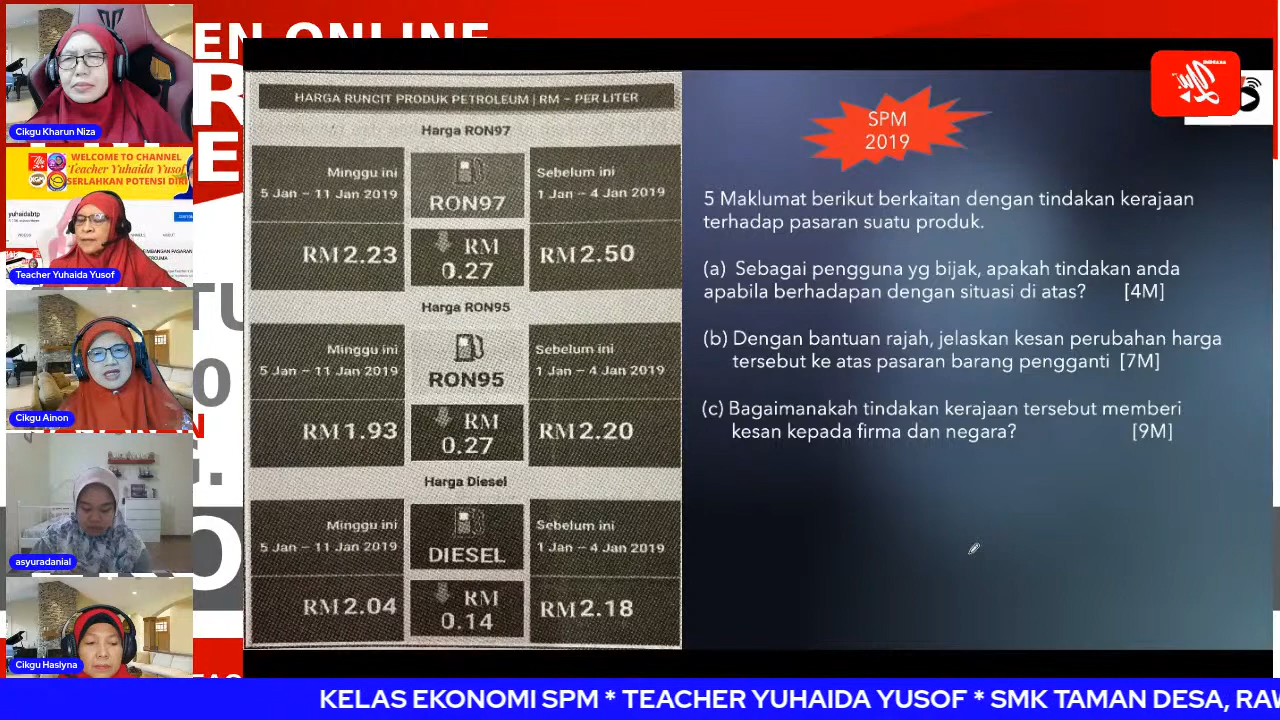 EN ONLINE
Cikgu Kharun Niza
WELCOME TO CHANNEL
Teacher Yuhaida Yusof
SERLAHKAN POTENSI DIRI
yuhaidabtp
Teacher Yuhaida Yusof
Cikgu Ainon
asyuradanial
Cikgu Haslyna
HARGA RUNCIT PRODUK PETROLEUM | RM – PER LITER
Harga RON97
Minggu ini
5 Jan – 11 Jan 2019
RON97
Sebelum ini
1 Jan – 4 Jan 2019
RM2.23
RM
0.27
RM2.50
Harga RON95
Minggu ini
5 Jan – 11 Jan 2019
RON95
Sebelum ini
1 Jan – 4 Jan 2019
RM1.93
RM
0.27
RM2.20
Harga Diesel
Minggu ini
5 Jan – 11 Jan 2019
DIESEL
Sebelum ini
1 Jan – 4 Jan 2019
RM2.04
RM
0.14
RM2.18
SPM
2019
5 Maklumat berikut berkaitan dengan tindakan kerajaan
terhadap pasaran suatu produk.
(a) Sebagai pengguna yg bijak, apakah tindakan anda
apabila berhadapan dengan situasi di atas? [4M]
(b) Dengan bantuan rajah, jelaskan kesan perubahan harga
tersebut ke atas pasaran barang pengganti [7M]
(c) Bagaimanakah tindakan kerajaan tersebut memberi
kesan kepada firma dan negara? [9M]
KELAS EKONOMI SPM * TEACHER YUHAIDA YUSOF * SMK TAMAN DESA, RAW